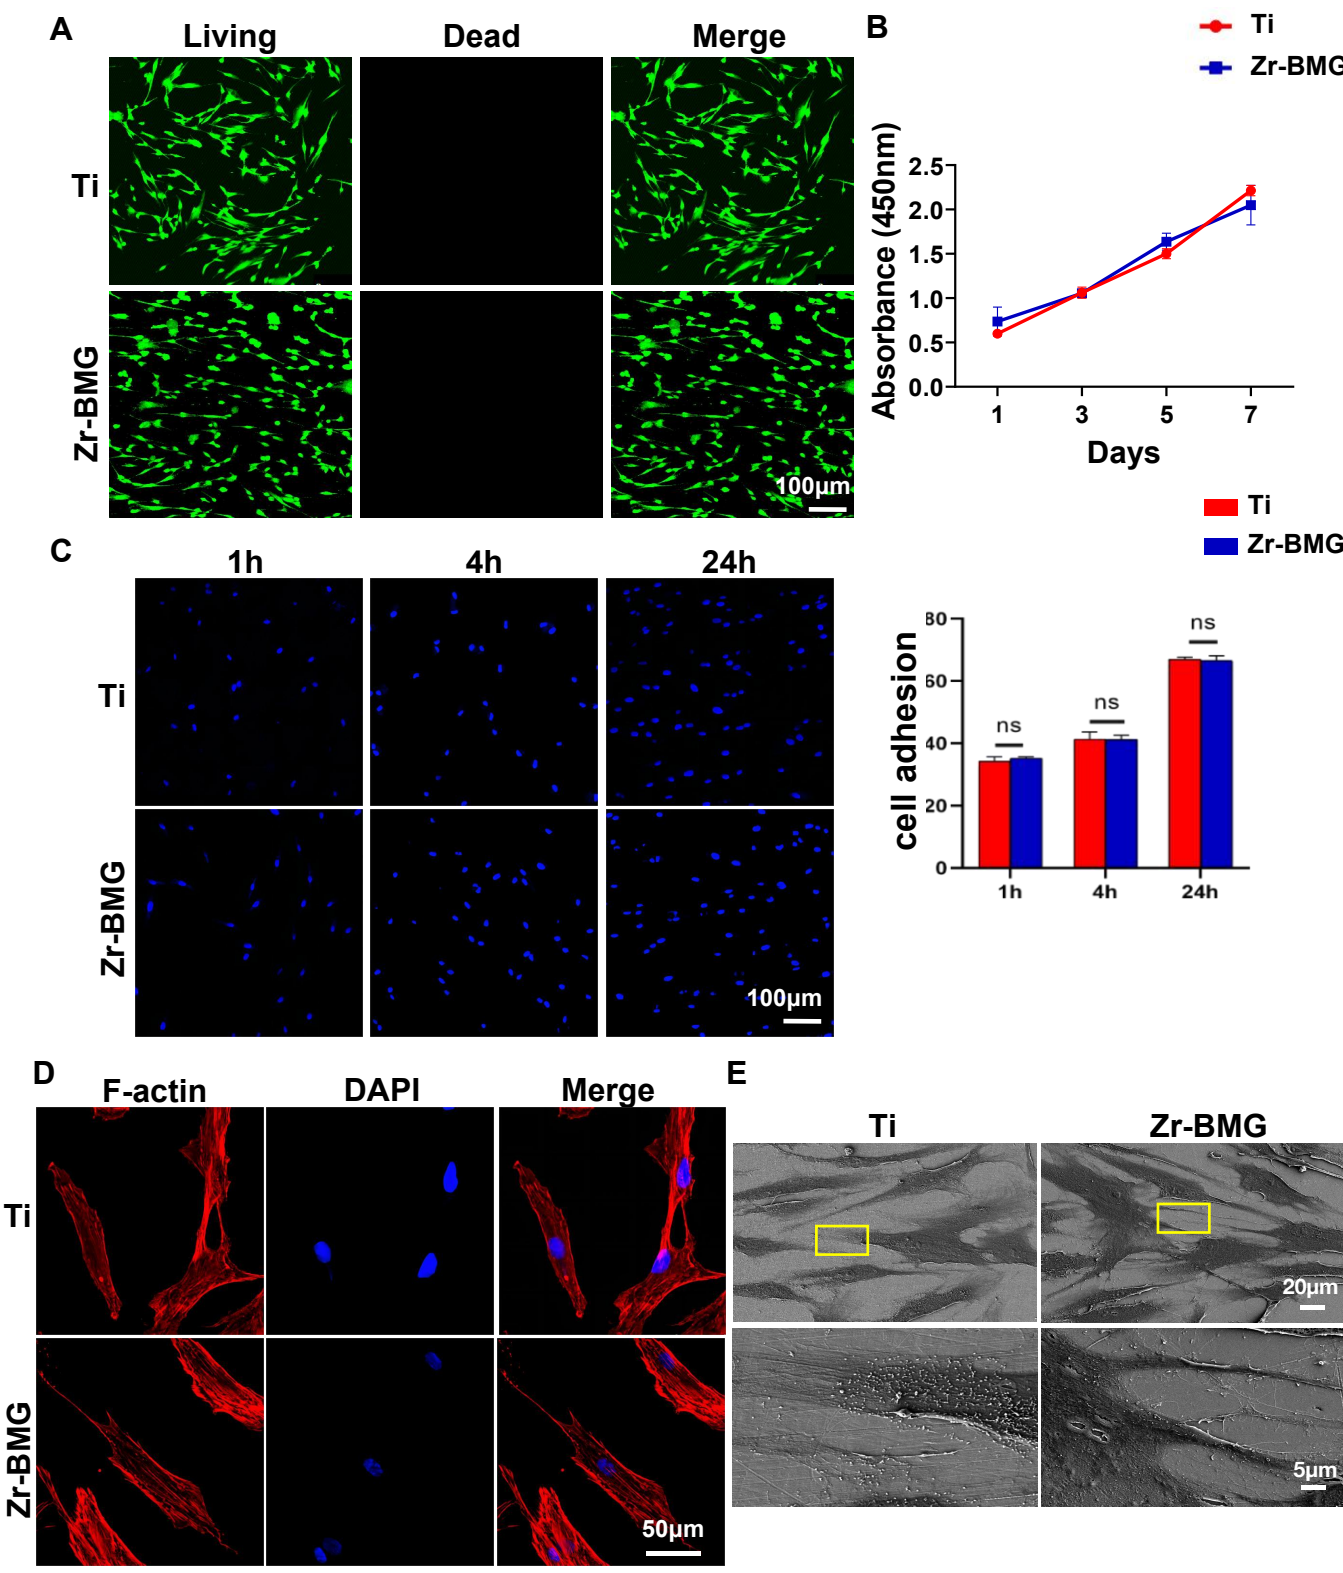 A
Living
Dead
Merge
Ti
Zr-BMG
100μm
B
Ti
Zr-BMG
Absorbance (450nm)
2.5
2.0
1.5
1.0
0.5
0.0
1
3
5
7
Days
C
1h
4h
24h
Ti
Zr-BMG
100μm
Ti
Zr-BMG
cell adhesion
80
60
40
20
0
ns
ns
ns
1h
4h
24h
D
F-actin
DAPI
Merge
Ti
Zr-BMG
50μm
E
Ti
Zr-BMG
20μm
5μm